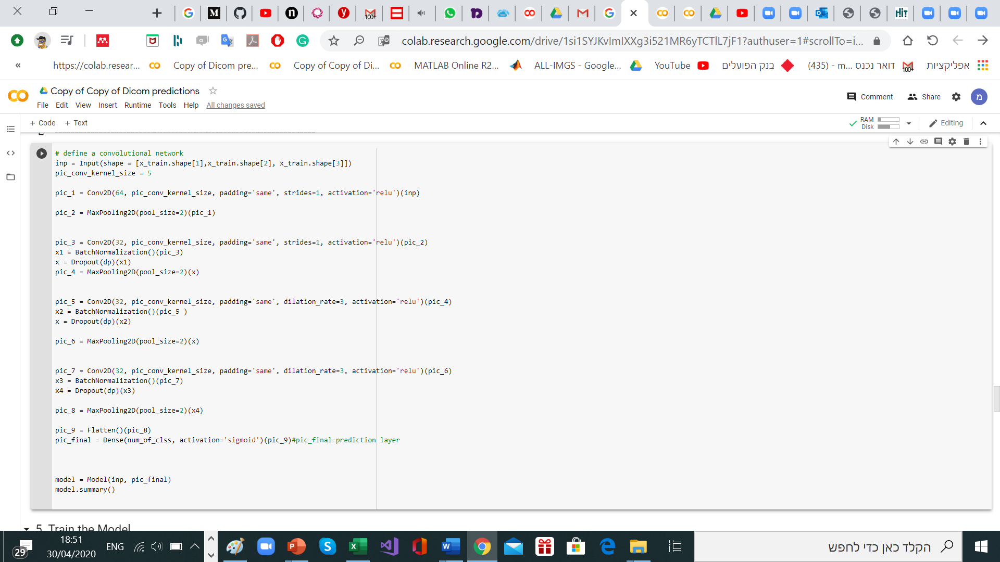 colab.research.google.com/drive/1si1SYJKvImIXXg3i521MR6yTCTlL7jF1?authuser=1#scrollTo=i...
https://colab.resear...
Copy of Dicom pre...
Copy of Copy of Di...
MATLAB Online R2...
ALL-IMGS - Google...
YouTube
בנק הפועלים
דואר נכנס (435) - m...
אפליקציות
Copy of Copy of Dicom predictions
Comment
Share
מ
File Edit View Insert Runtime Tools Help All changes saved
+ Code + Text
RAM
Disk
Editing
# define a convolutional network
inp = Input(shape = [x_train.shape[1],x_train.shape[2], x_train.shape[3]])
pic_conv_kernel_size = 5
pic_1 = Conv2D(64, pic_conv_kernel_size, padding='same', strides=1, activation='relu')(inp)
pic_2 = MaxPooling2D(pool_size=2)(pic_1)
pic_3 = Conv2D(32, pic_conv_kernel_size, padding='same', strides=1, activation='relu')(pic_2)
x1 = BatchNormalization()(pic_3)
x = Dropout(dp)(x1)
pic_4 = MaxPooling2D(pool_size=2)(x)
pic_5 = Conv2D(32, pic_conv_kernel_size, padding='same', dilation_rate=3, activation='relu')(pic_4)
x2 = BatchNormalization()(pic_5 )
x = Dropout(dp)(x2)
pic_6 = MaxPooling2D(pool_size=2)(x)
pic_7 = Conv2D(32, pic_conv_kernel_size, padding='same', dilation_rate=3, activation='relu')(pic_6)
x3 = BatchNormalization()(pic_7)
x4 = Dropout(dp)(x3)
pic_8 = MaxPooling2D(pool_size=2)(x4)
pic_9 = Flatten()(pic_8)
pic_final = Dense(num_of_clss, activation='sigmoid')(pic_9)#pic_final=prediction layer
model = Model(inp, pic_final)
model.summary()
5. Train the Model
29
18:51
30/04/2020
ENG
הקלד כאן כדי לחפש